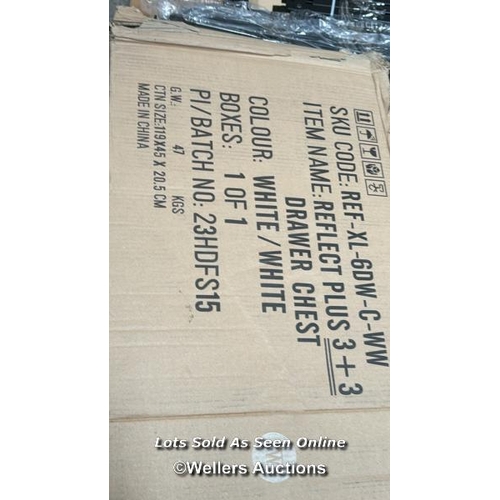 SKU CODE: REF-XL-6DW-C-WW
ITEM NAME: REFLECT PLUS 3+3
DRAWER CHEST
COLOUR: WHITE/WHITE
BOXES: 1 OF 1
PI/BATCH NO: 23HDFS15
G.W.: 47 KGS
CTN SIZE:119X45 X 20.5 CM
MADE IN CHINA
W
Lots Sold As Seen Online
©Wellers Auctions